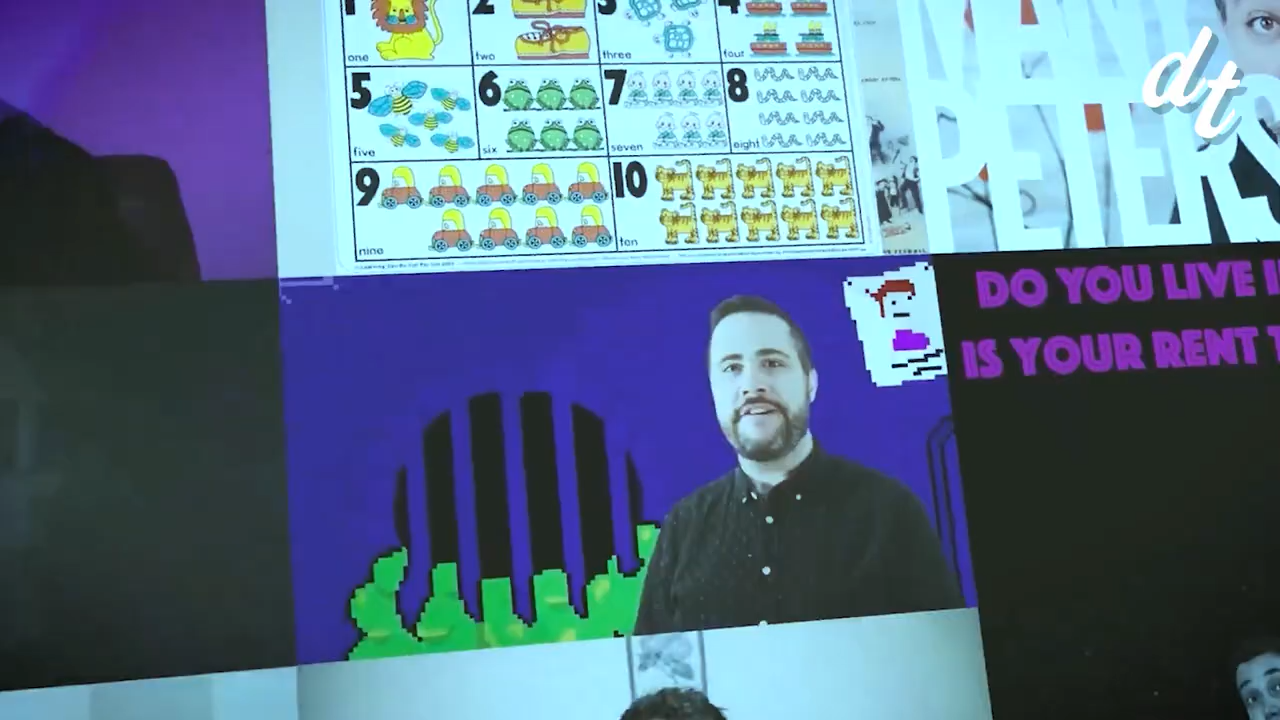 1
2
3
4
one
two
three
four
5
6
7
8
five
six
seven
eight
9
10
nine
ten
PETERS
dt
DO YOU LIVE I
IS YOUR RENT T